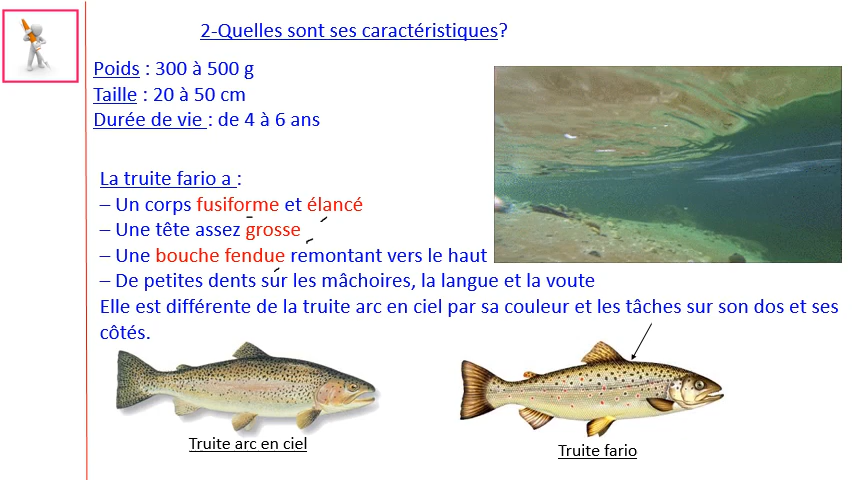 2-Quelles sont ses caractéristiques?
Poids : 300 à 500 g
Taille : 20 à 50 cm
Durée de vie : de 4 à 6 ans
La truite fario a :
– Un corps fusiforme et élancé
– Une tête assez grosse
– Une bouche fendue remontant vers le haut
– De petites dents sur les mâchoires, la langue et la voute
Elle est différente de la truite arc en ciel par sa couleur et les tâches sur son dos et ses
côtés.
Truite arc en ciel
Truite fario